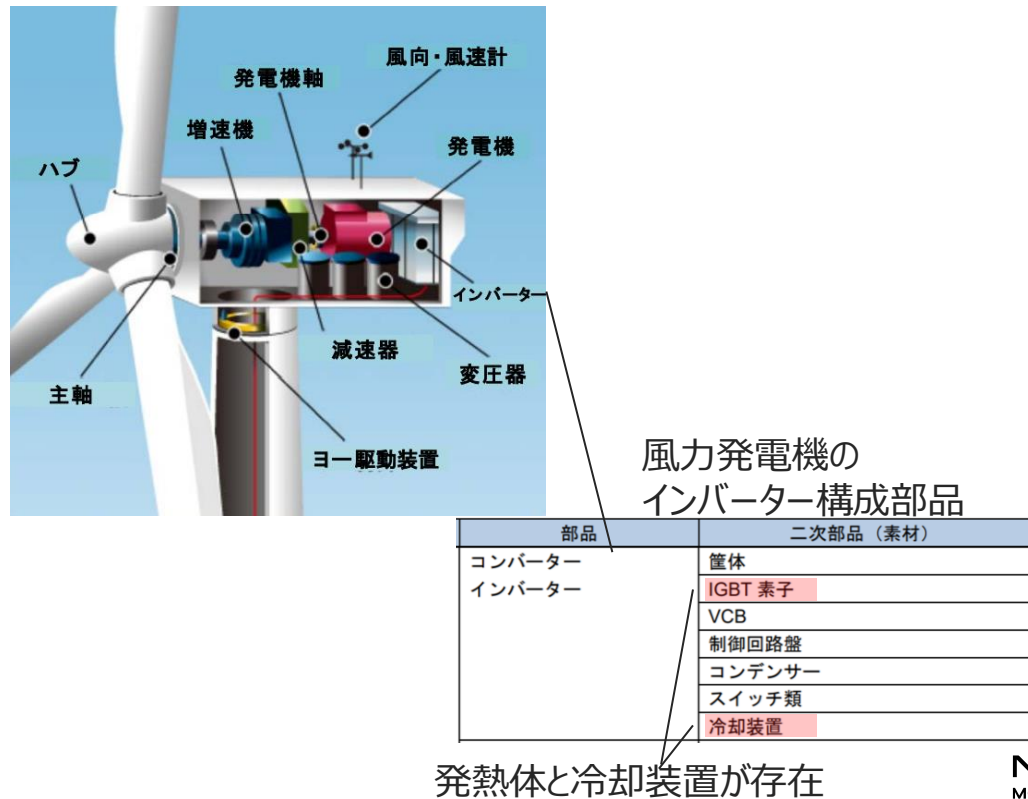 風向・風速計
発電機軸
増速機
発電機
ハブ
インバーター
減速器
変圧器
主軸
ヨー駆動装置
風力発電機の
インバーター構成部品
部品 二次部品（素材）
コンバーター 筐体
インバーター IGBT 素子
VCB
制御回路盤
コンデンサー
スイッチ類
冷却装置
発熱体と冷却装置が存在